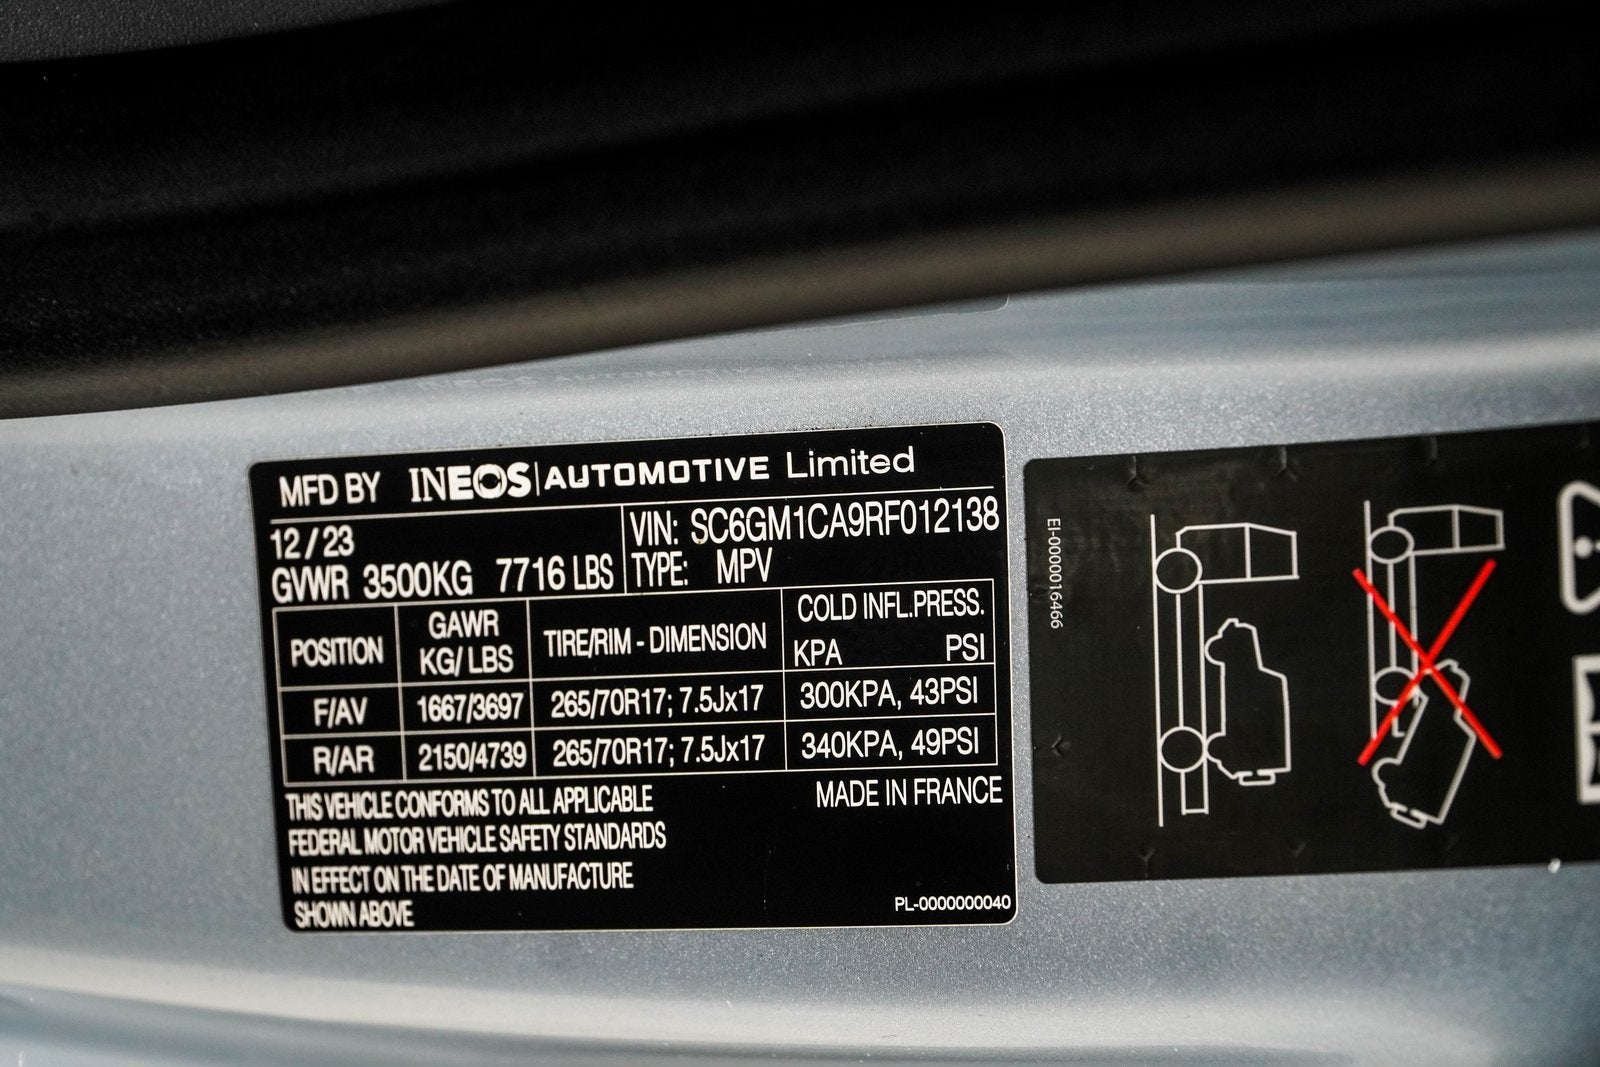 MFD BY INEOS | AUTOMOTIVE Limited
12 / 23
GVWR 3500KG 7716 LBS
VIN: SC6GM1CA9RF012138
TYPE: MPV
POSITION GAWR KG/ LBS TIRE/RIM - DIMENSION COLD INFL.PRESS. KPA PSI
F/AV 1667/3697 265/70R17; 7.5Jx17 300KPA, 43PSI
R/AR 2150/4739 265/70R17; 7.5Jx17 340KPA, 49PSI
MADE IN FRANCE
THIS VEHICLE CONFORMS TO ALL APPLICABLE
FEDERAL MOTOR VEHICLE SAFETY STANDARDS
IN EFFECT ON THE DATE OF MANUFACTURE
SHOWN ABOVE
PL-0000000040
EI-0000016466